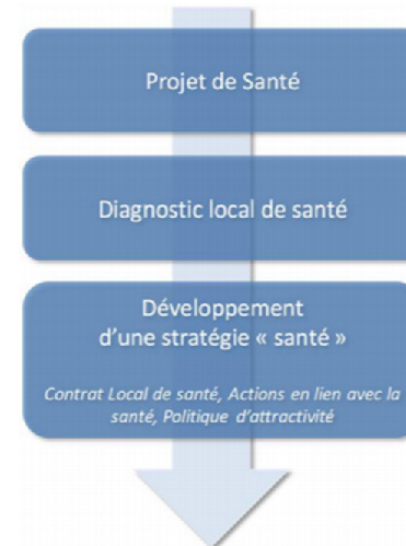 Projet de Santé
Diagnostic local de santé
Développement
d'une stratégie « santé »
Contrat Local de santé, Actions en lien avec la
santé, Politique d'attractivité